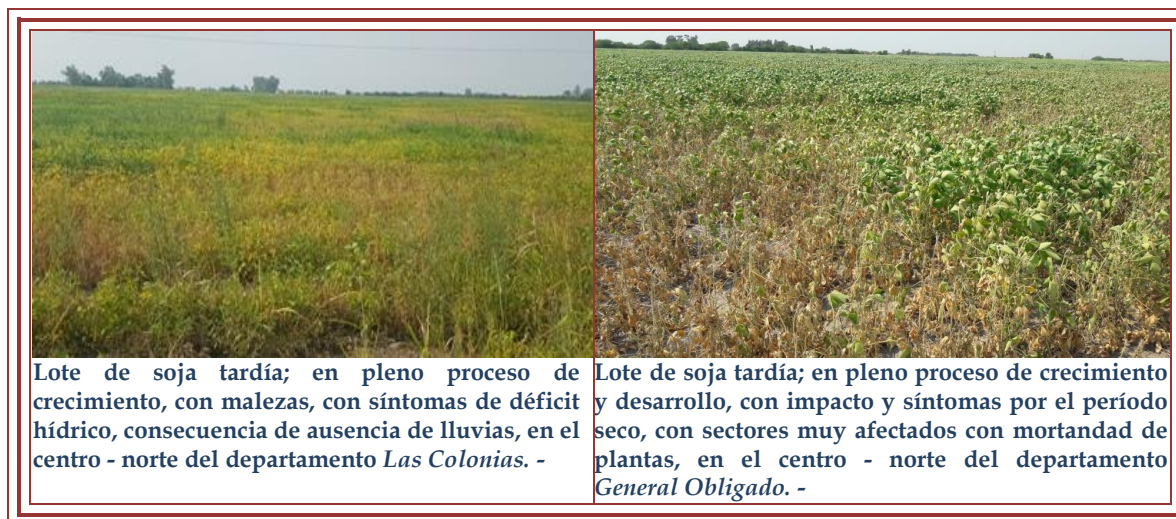 Lote de soja tardía; en pleno proceso de
crecimiento, con malezas, con síntomas de déficit
hídrico, consecuencia de ausencia de lluvias, en el
centro - norte del departamento Las Colonias. -
Lote de soja tardía; en pleno proceso de crecimiento
y desarrollo, con impacto y síntomas por el período
seco, con sectores muy afectados con mortandad de
plantas, en el centro - norte del departamento
General Obligado. -